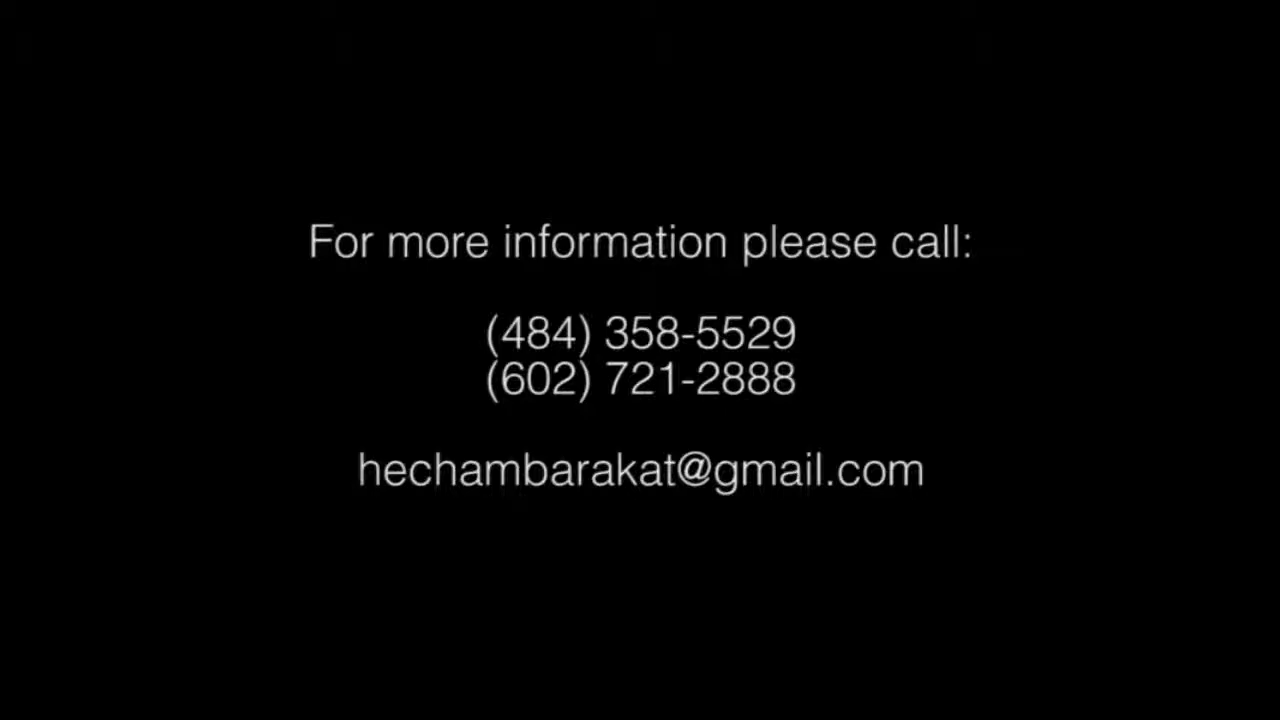 For more information please call:
(484) 358-5529
(602) 721-2888
hechambarakat@gmail.com